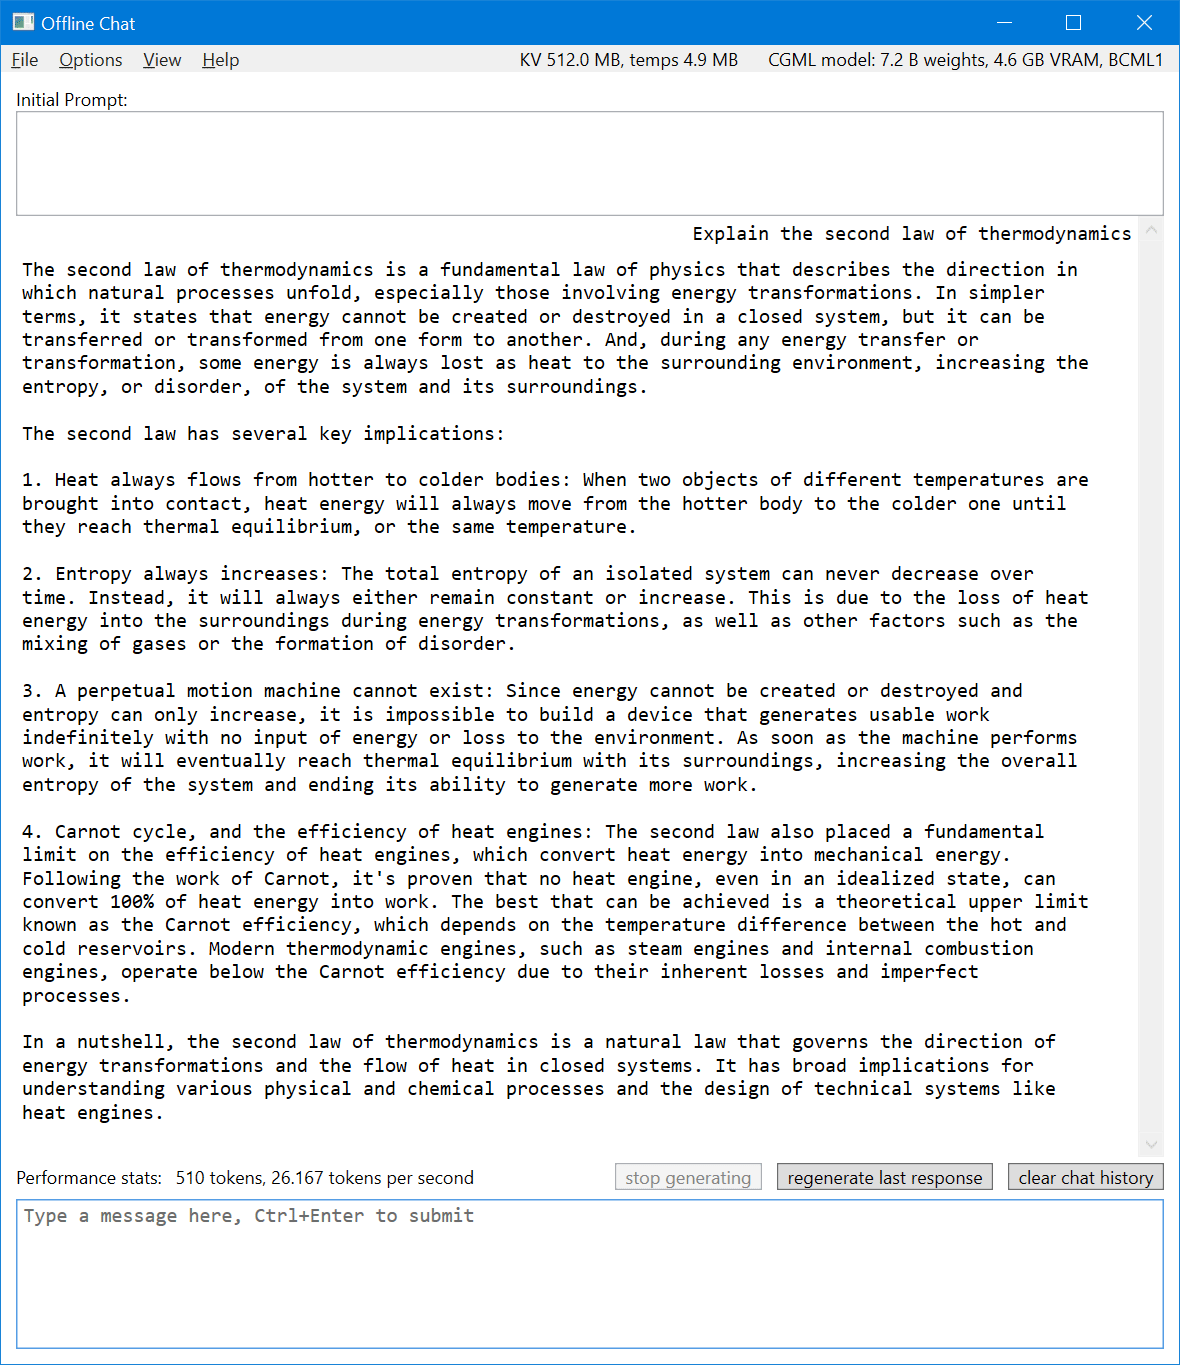 Offline Chat
File Options View Help KV 512.0 MB, temps 4.9 MB CGML model: 7.2 B weights, 4.6 GB VRAM, BCML1
Initial Prompt:
Explain the second law of thermodynamics
The second law of thermodynamics is a fundamental law of physics that describes the direction in
which natural processes unfold, especially those involving energy transformations. In simpler
terms, it states that energy cannot be created or destroyed in a closed system, but it can be
transferred or transformed from one form to another. And, during any energy transfer or
transformation, some energy is always lost as heat to the surrounding environment, increasing the
entropy, or disorder, of the system and its surroundings.
The second law has several key implications:
1. Heat always flows from hotter to colder bodies: When two objects of different temperatures are
brought into contact, heat energy will always move from the hotter body to the colder one until
they reach thermal equilibrium, or the same temperature.
2. Entropy always increases: The total entropy of an isolated system can never decrease over
time. Instead, it will always either remain constant or increase. This is due to the loss of heat
energy into the surroundings during energy transformations, as well as other factors such as the
mixing of gases or the formation of disorder.
3. A perpetual motion machine cannot exist: Since energy cannot be created or destroyed and
entropy can only increase, it is impossible to build a device that generates usable work
indefinitely with no input of energy or loss to the environment. As soon as the machine performs
work, it will eventually reach thermal equilibrium with its surroundings, increasing the overall
entropy of the system and ending its ability to generate more work.
4. Carnot cycle, and the efficiency of heat engines: The second law also placed a fundamental
limit on the efficiency of heat engines, which convert heat energy into mechanical energy.
Following the work of Carnot, it's proven that no heat engine, even in an idealized state, can
convert 100% of heat energy into work. The best that can be achieved is a theoretical upper limit
known as the Carnot efficiency, which depends on the temperature difference between the hot and
cold reservoirs. Modern thermodynamic engines, such as steam engines and internal combustion
engines, operate below the Carnot efficiency due to their inherent losses and imperfect
processes.
In a nutshell, the second law of thermodynamics is a natural law that governs the direction of
energy transformations and the flow of heat in closed systems. It has broad implications for
understanding various physical and chemical processes and the design of technical systems like
heat engines.
Performance stats: 510 tokens, 26.167 tokens per second stop generating regenerate last response clear chat history
Type a message here, Ctrl+Enter to submit